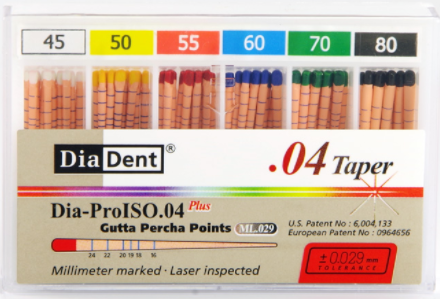 45 50 55 60 70 80
DiaDent®
.04 Taper
Dia-ProISO.04 Plus
Gutta Percha Points ML.029
24 22 20 19 18 16
Millimeter marked · Laser inspected
U.S. Patent No : 6,004,133
European Patent No : 0964656
± 0.029 mm
TOLERANCE